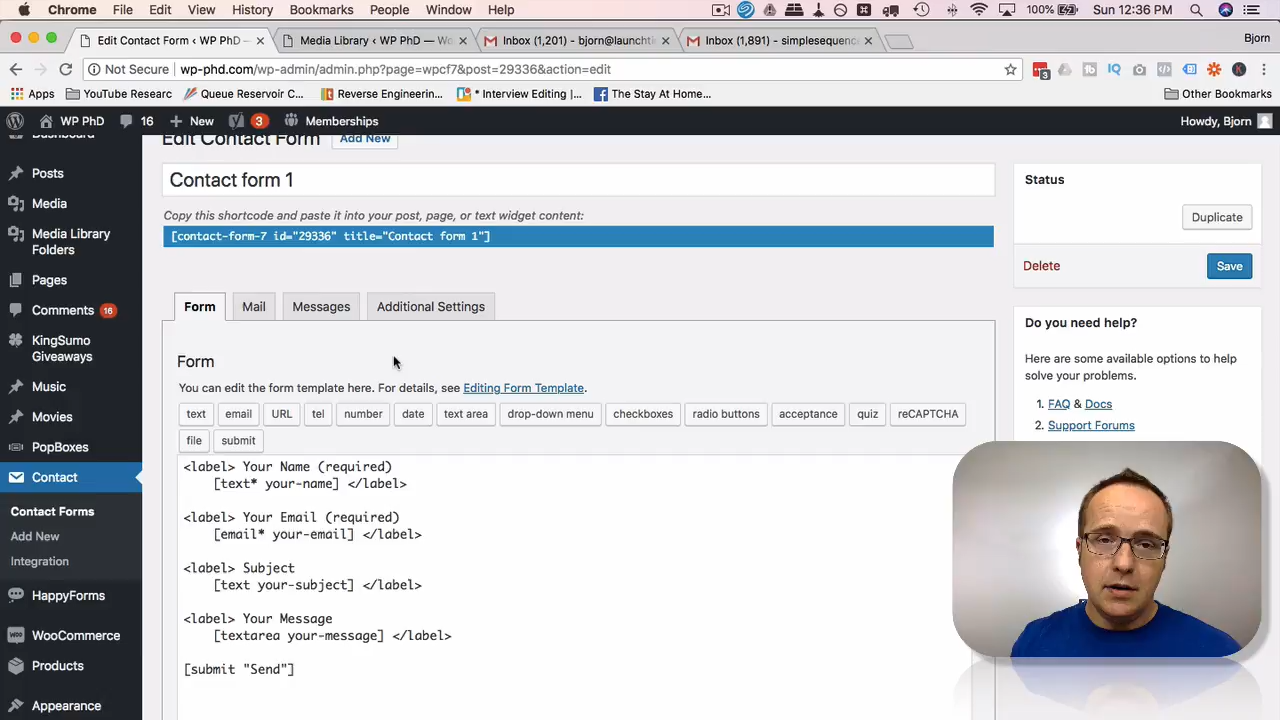 Chrome File Edit View History Bookmarks People Window Help 100% Sun 12:36 PM
Edit Contact Form ‹ WP PhD — Media Library ‹ WP PhD — Wo Inbox (1,201) - bjorn@launchti Inbox (1,891) - simplesequenc Bjorn
Not Secure wp-phd.com/wp-admin/admin.php?page=wpcf7&post=29336&action=edit 3
Apps YouTube Researc Queue Reservoir C... Reverse Engineerin... * Interview Editing |... The Stay At Home... Other Bookmarks
WP PhD 16 New 3 Memberships Howdy, Bjorn
Dashboard
Posts
Media
Media Library
Folders
Pages
Comments 16
KingSumo
Giveaways
Music
Movies
PopBoxes
Contact
Contact Forms
Add New
Integration
HappyForms
WooCommerce
Products
Appearance
Edit Contact Form Add New
Contact form 1
Copy this shortcode and paste it into your post, page, or text widget content:
[contact-form-7 id="29336" title="Contact form 1"]
Form Mail Messages Additional Settings
Form
You can edit the form template here. For details, see Editing Form Template.
text email URL tel number date text area drop-down menu checkboxes radio buttons acceptance quiz reCAPTCHA
file submit
<label> Your Name (required)
[text* your-name] </label>
<label> Your Email (required)
[email* your-email] </label>
<label> Subject
[text your-subject] </label>
<label> Your Message
[textarea your-message] </label>
[submit "Send"]
Status
Duplicate
Delete Save
Do you need help?
Here are some available options to help
solve your problems.
1. FAQ & Docs
2. Support Forums